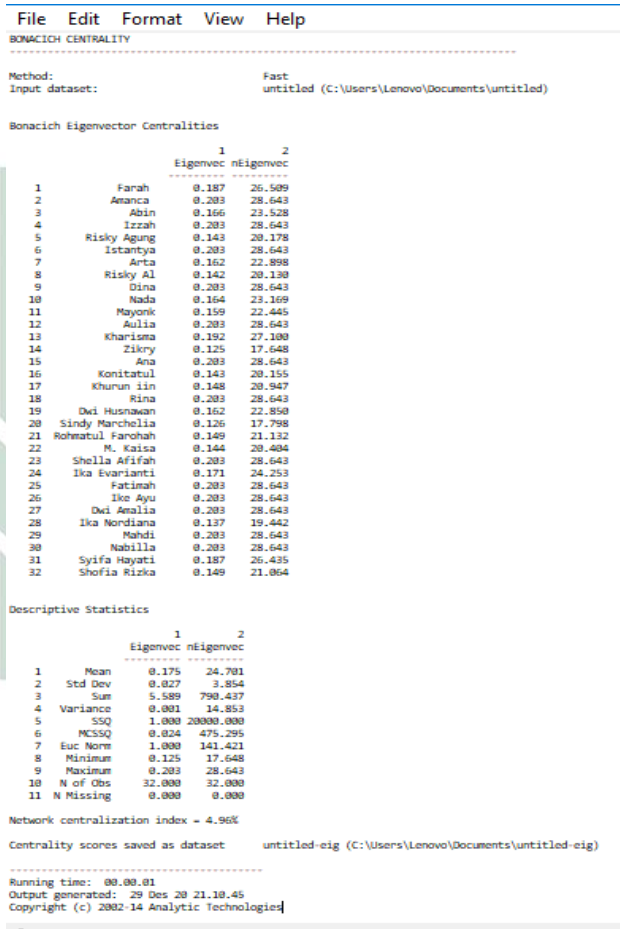 File Edit Format View Help
BONACICH CENTRALITY
--------------------------------------------------------------------------------
Method: Fast
Input dataset: untitled (C:\Users\Lenovo\Documents\untitled)
Bonacich Eigenvector Centralities
1 2
Eigenvec nEigenvec
--------- ---------
1 Farah 0.187 26.509
2 Amanca 0.203 28.643
3 Abin 0.166 23.528
4 Izzah 0.203 28.643
5 Risky Agung 0.143 20.178
6 Istantya 0.203 28.643
7 Arta 0.162 22.898
8 Risky Al 0.142 20.130
9 Dina 0.203 28.643
10 Nada 0.164 23.169
11 Mayonk 0.159 22.445
12 Aulia 0.203 28.643
13 Kharisma 0.192 27.100
14 Zikry 0.125 17.648
15 Ana 0.203 28.643
16 Konitatul 0.143 20.155
17 Khurun iin 0.148 20.947
18 Rina 0.203 28.643
19 Dwi Husnawan 0.162 22.850
20 Sindy Marchelia 0.126 17.798
21 Rohmatul Farohah 0.149 21.132
22 M. Kaisa 0.144 20.404
23 Shella Afifah 0.203 28.643
24 Ika Evarianti 0.171 24.253
25 Fatimah 0.203 28.643
26 Ike Ayu 0.203 28.643
27 Dwi Amalia 0.203 28.643
28 Ika Nordiana 0.137 19.442
29 Mahdi 0.203 28.643
30 Nabilla 0.203 28.643
31 Syifa Hayati 0.187 26.435
32 Shofia Rizka 0.149 21.064
Descriptive Statistics
1 2
Eigenvec nEigenvec
--------- ---------
1 Mean 0.175 24.701
2 Std Dev 0.027 3.854
3 Sum 5.589 790.437
4 Variance 0.001 14.853
5 SSQ 1.000 20000.000
6 MCSSQ 0.024 475.295
7 Euc Norm 1.000 141.421
8 Minimum 0.125 17.648
9 Maximum 0.203 28.643
10 N of Obs 32.000 32.000
11 N Missing 0.000 0.000
Network centralization index = 4.96%
Centrality scores saved as dataset untitled-eig (C:\Users\Lenovo\Documents\untitled-eig)
----------------------------------------
Running time: 00.00.01
Output generated: 29 Des 20 21.10.45
Copyright (c) 2002-14 Analytic Technologies